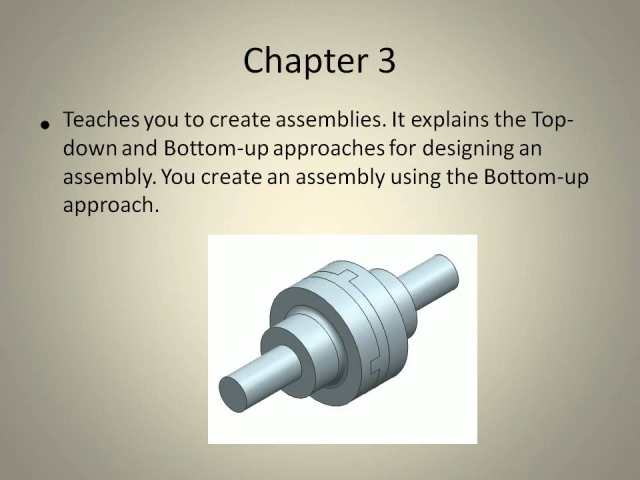 Chapter 3
• Teaches you to create assemblies. It explains the Top-
down and Bottom-up approaches for designing an
assembly. You create an assembly using the Bottom-up
approach.